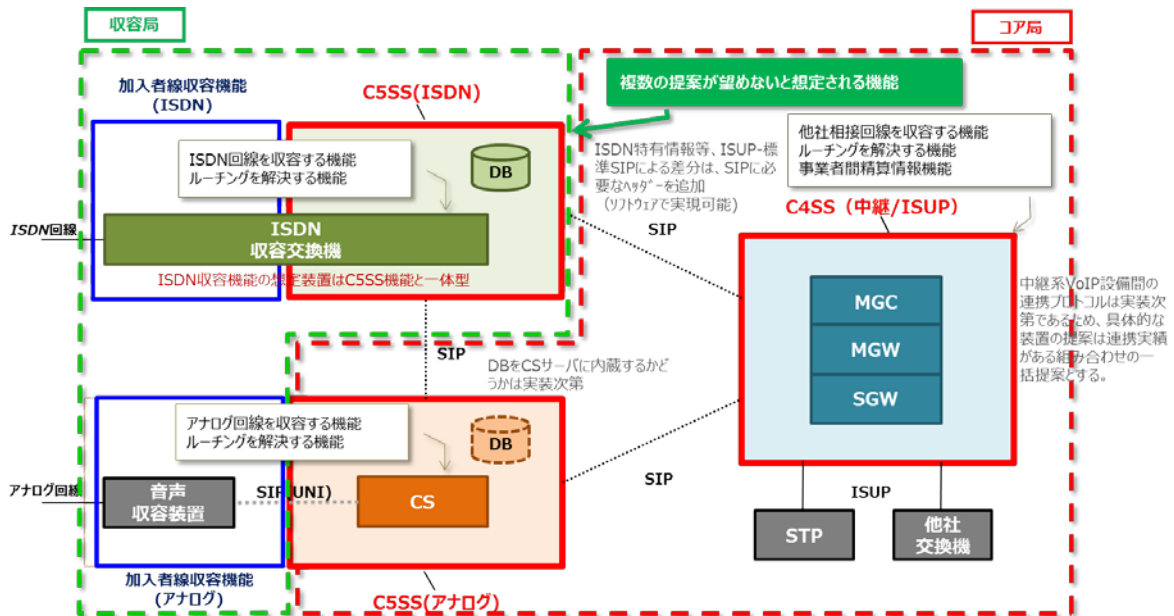 収容局
コア局
加入者線収容機能
(ISDN)
C5SS(ISDN)
複数の提案が望めないと想定される機能
ISDN回線を収容する機能
ルーチングを解決する機能
DB
ISDN特有情報等、ISUP-標
準SIPによる差分は、SIPに必
要なヘッダーを追加
(ソフトウェアで実現可能)
他社相接回線を収容する機能
ルーチングを解決する機能
事業者間精算情報機能
C4SS(中継/ISUP)
ISDN回線
ISDN
収容交換機
ISDN収容機能の想定装置はC5SS機能と一体型
SIP
MGC
MGW
SGW
中継系VoIP設備間の
連携プロトコルは実装次
第であるため、具体的な
装置の提案は連携実績
がある組み合わせの一
括提案とする。
SIP
DBをCSサーバに内蔵するかど
うかは実装次第
アナログ回線を収容する機能
ルーチングを解決する機能
DB
アナログ回線
音声
収容装置
SIP(UNI)
CS
SIP
ISUP
STP
他社
交換機
加入者線収容機能
(アナログ)
C5SS(アナログ)